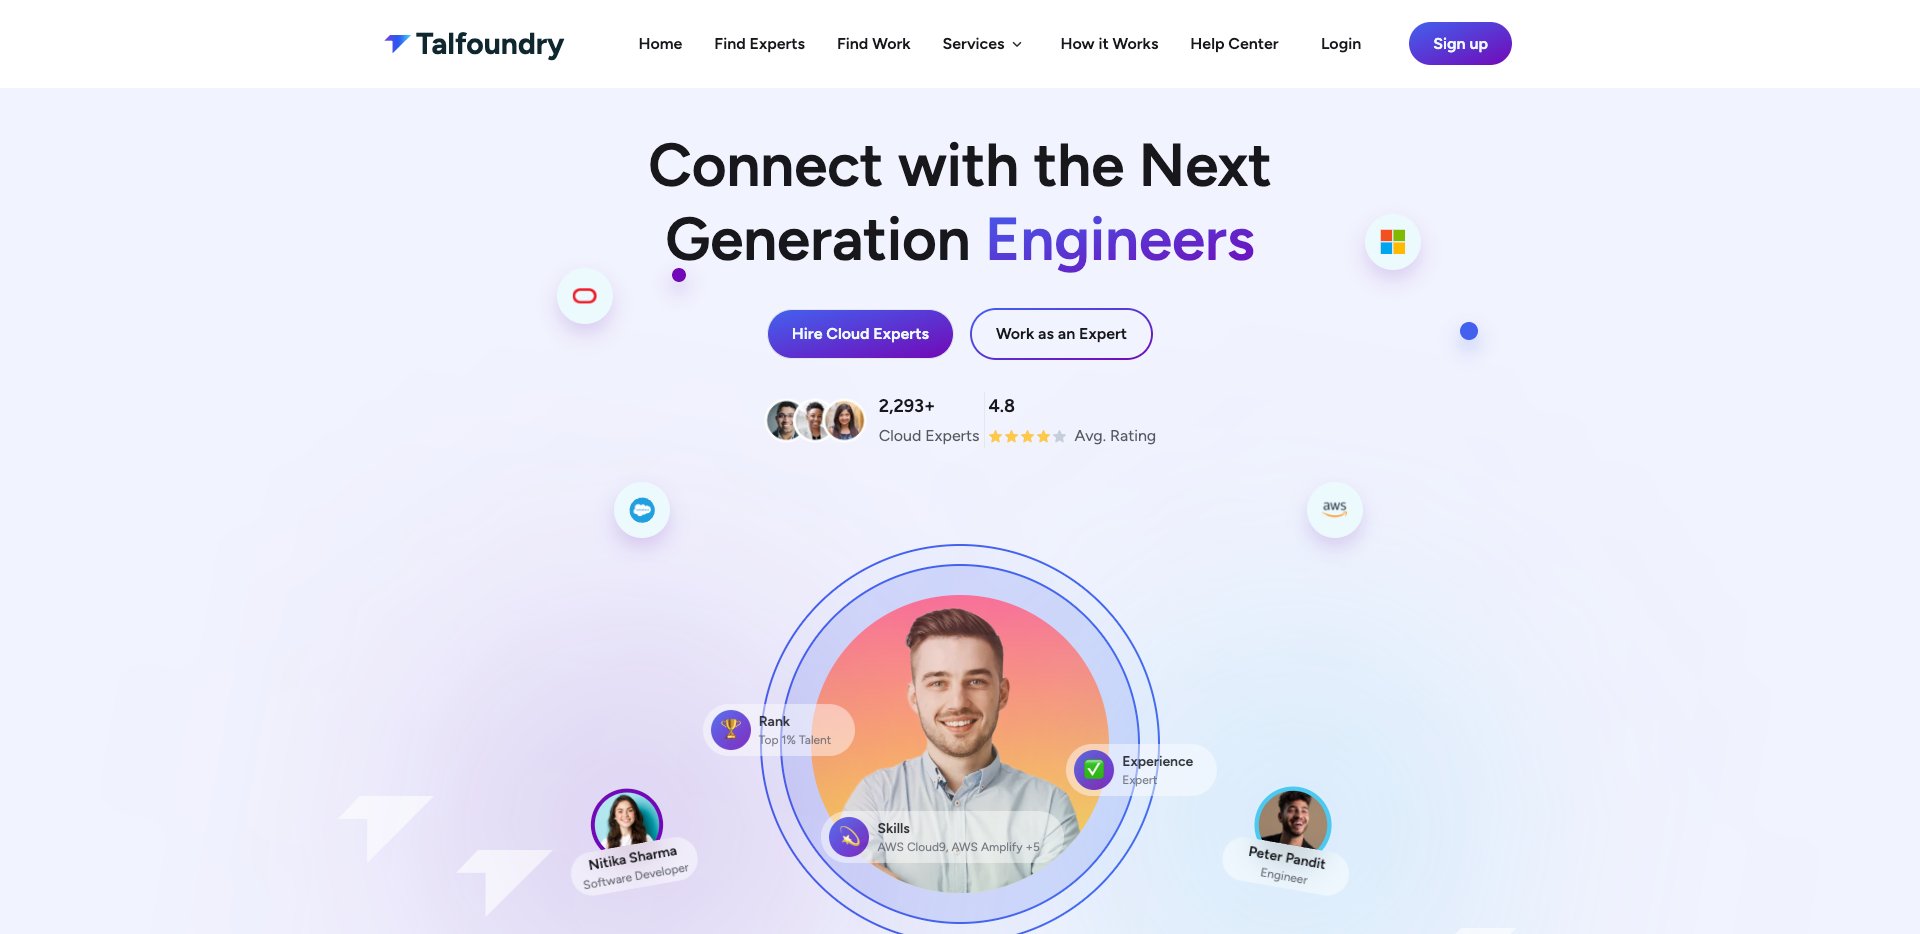 Talfoundry
Home
Find Experts
Find Work
Services
How it Works
Help Center
Login
Sign up
Connect with the Next
Generation Engineers
Hire Cloud Experts
Work as an Expert
2,293+
Cloud Experts
4.8
Avg. Rating
aws
Rank
Top 1% Talent
Experience
Expert
Skills
AWS Cloud9, AWS Amplify +5
Nitika Sharma
Software Developer
Peter Pandit
Engineer